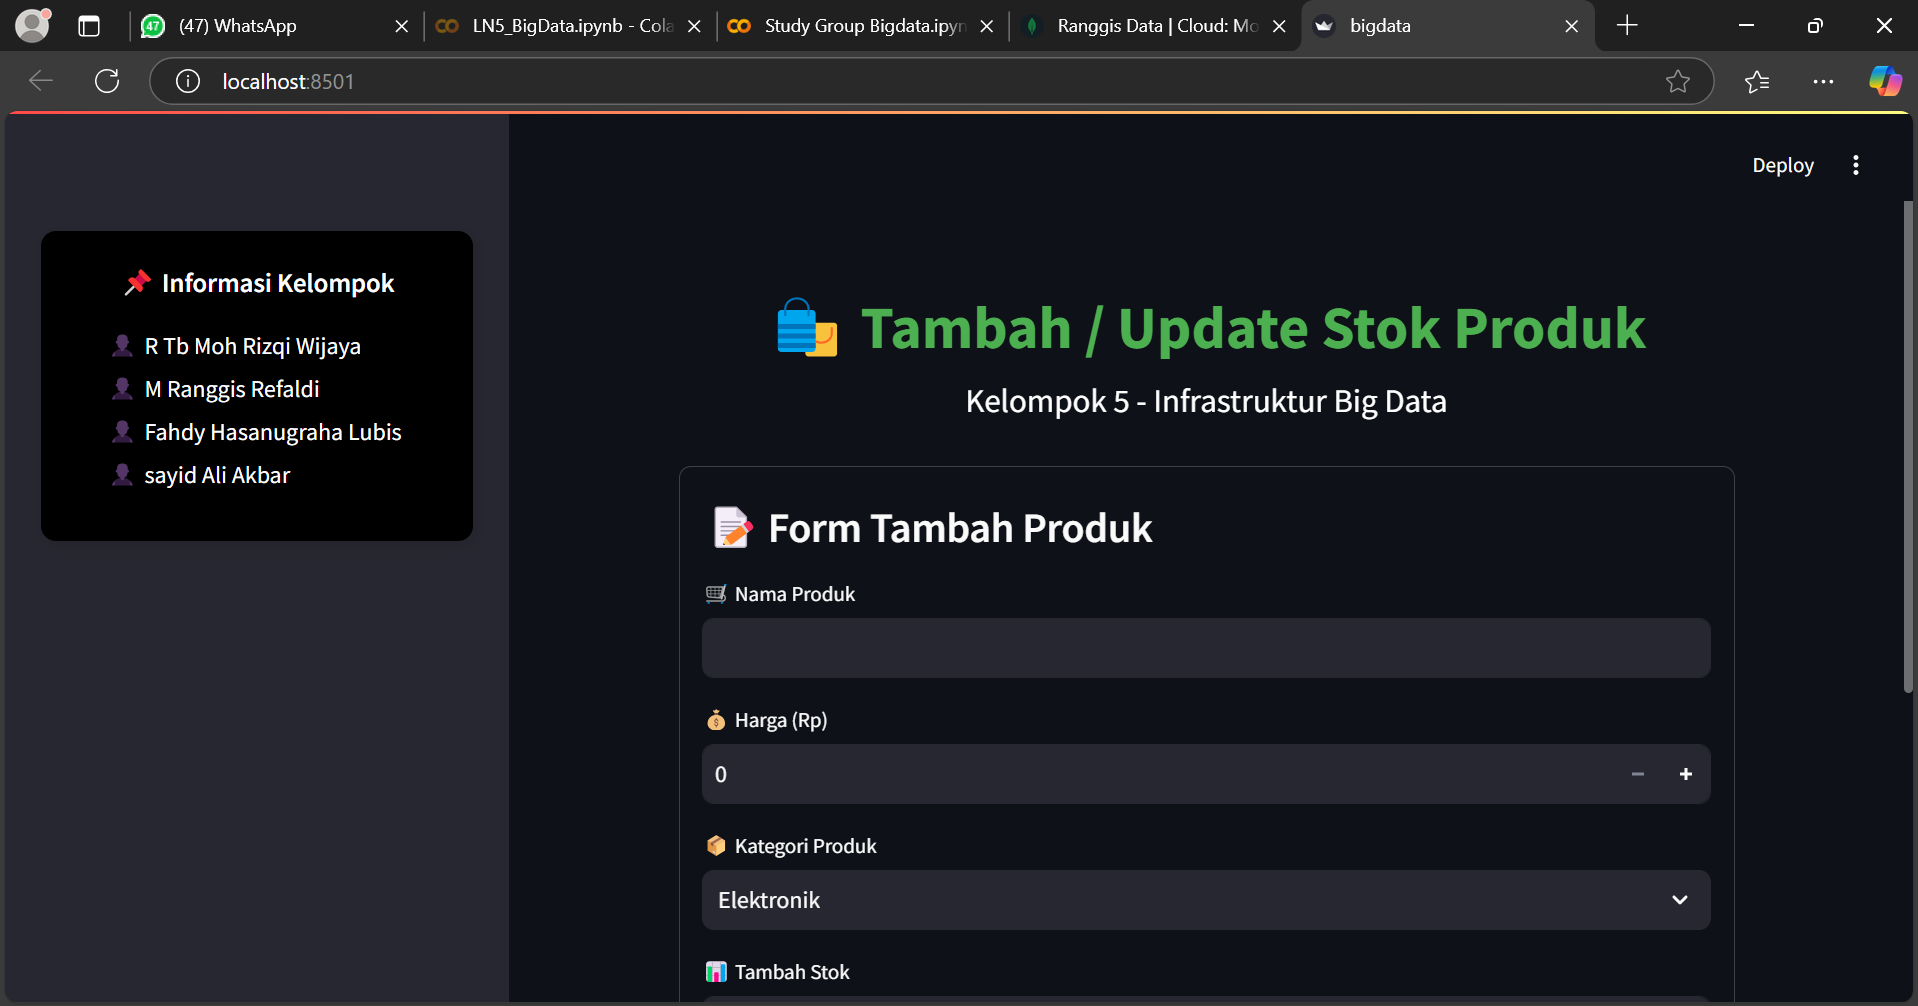 47
(47) WhatsApp
LN5_BigData.ipynb - Cola
Study Group Bigdata.ipyn
Ranggis Data | Cloud: Mo
bigdata
localhost:8501
Deploy
Informasi Kelompok
R Tb Moh Rizqi Wijaya
M Ranggis Refaldi
Fahdy Hasanugraha Lubis
sayid Ali Akbar
Tambah / Update Stok Produk
Kelompok 5 - Infrastruktur Big Data
Form Tambah Produk
Nama Produk
Harga (Rp)
0
Kategori Produk
Elektronik
Tambah Stok